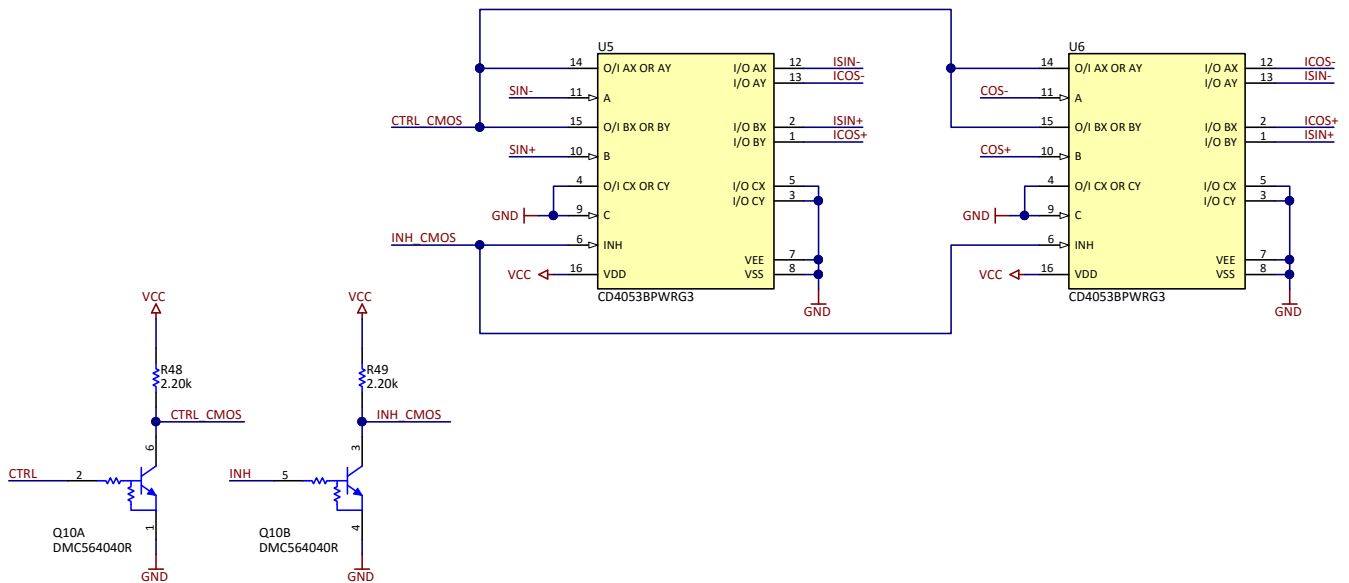 U5
14 O/I AX OR AY I/O AX 12 ISIN-
I/O AY 13 ICOS-
SIN- 11 A
CTRL_CMOS 15 O/I BX OR BY I/O BX 2 ISIN+
I/O BY 1 ICOS+
SIN+ 10 B
4 O/I CX OR CY I/O CX 5
I/O CY 3
GND 9 C
INH_CMOS 6 INH
VEE 7
VCC 16 VDD VSS 8
CD4053BPWRG3
GND
U6
14 O/I AX OR AY I/O AX 12 ICOS-
I/O AY 13 ISIN-
COS- 11 A
15 O/I BX OR BY I/O BX 2 ICOS+
I/O BY 1 ISIN+
COS+ 10 B
4 O/I CX OR CY I/O CX 5
I/O CY 3
GND 9 C
6 INH
VEE 7
VCC 16 VDD VSS 8
CD4053BPWRG3
GND
VCC
R48
2.20k
CTRL_CMOS
6
CTRL 2
1
Q10A
DMC564040R
GND
VCC
R49
2.20k
INH_CMOS
3
INH 5
4
Q10B
DMC564040R
GND